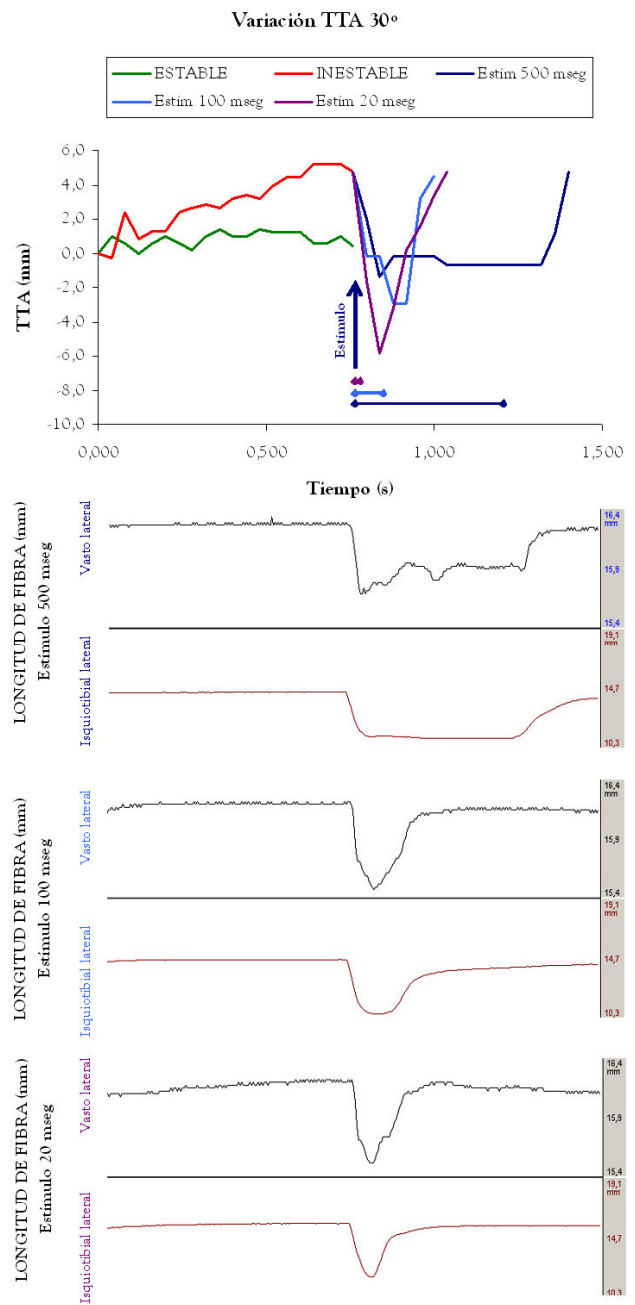 Variación TTA 30º
ESTABLE
INESTABLE
Estim 500 mseg
Estim 100 mseg
Estim 20 mseg
TTA (mm)
6,0
4,0
2,0
0,0
-2,0
-4,0
-6,0
-8,0
-10,0
Estímulo
0,000
0,500
1,000
1,500
Tiempo (s)
LONGITUD DE FIBRA (mm)
Estímulo 500 mseg
Vasto lateral
16,4
mm
15,9
15,4
Isquiotibial lateral
19,1
mm
14,7
10,3
LONGITUD DE FIBRA (mm)
Estímulo 100 mseg
Vasto lateral
16,4
mm
15,9
15,4
Isquiotibial lateral
19,1
mm
14,7
10,3
LONGITUD DE FIBRA (mm)
Estímulo 20 mseg
Vasto lateral
16,4
mm
15,9
15,4
Isquiotibial lateral
19,1
mm
14,7
10,3